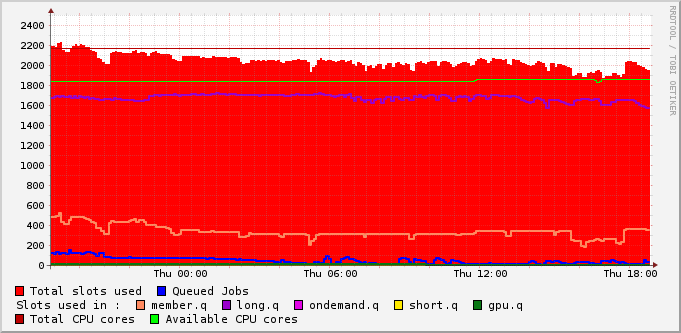 2400
2200
2000
1800
1600
1400
1200
1000
800
600
400
200
0
Thu 00:00 Thu 06:00 Thu 12:00 Thu 18:00
Total slots used Queued Jobs
Slots used in : member.q long.q ondemand.q short.q gpu.q
Total CPU cores Available CPU cores
RRDTOOL / TOBI OETIKER